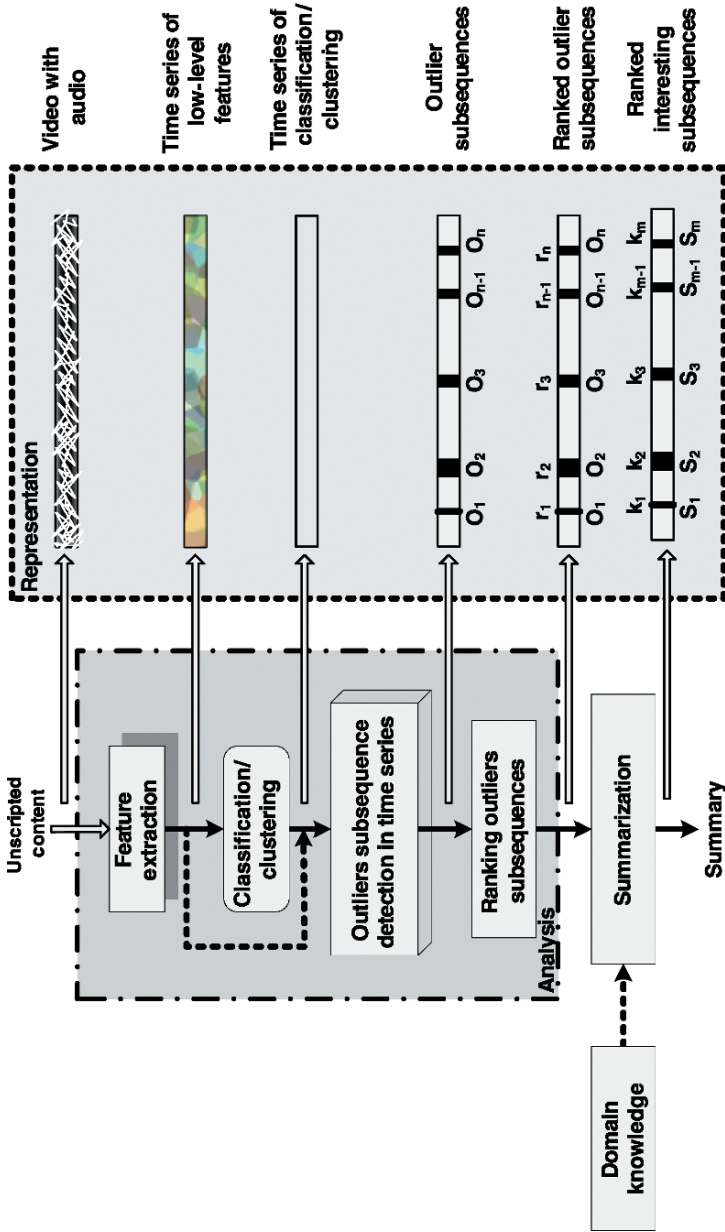 Unscripted
content
Feature
extraction
Classification/
clustering
Outliers subsequence
detection in time series
Ranking outliers
subsequences
Analysis
Domain
knowledge
Summarization
Summary
Representation
Video with
audio
Time series of
low-level
features
Time series of
classification/
clustering
O1 O2 O3 On-1 On
Outlier
subsequences
r1 r2 r3 rn-1 rn
O1 O2 O3 On-1 On
Ranked outlier
subsequences
k1 k2 k3 km-1 km
S1 S2 S3 Sm-1 Sm
Ranked
interesting
subsequences